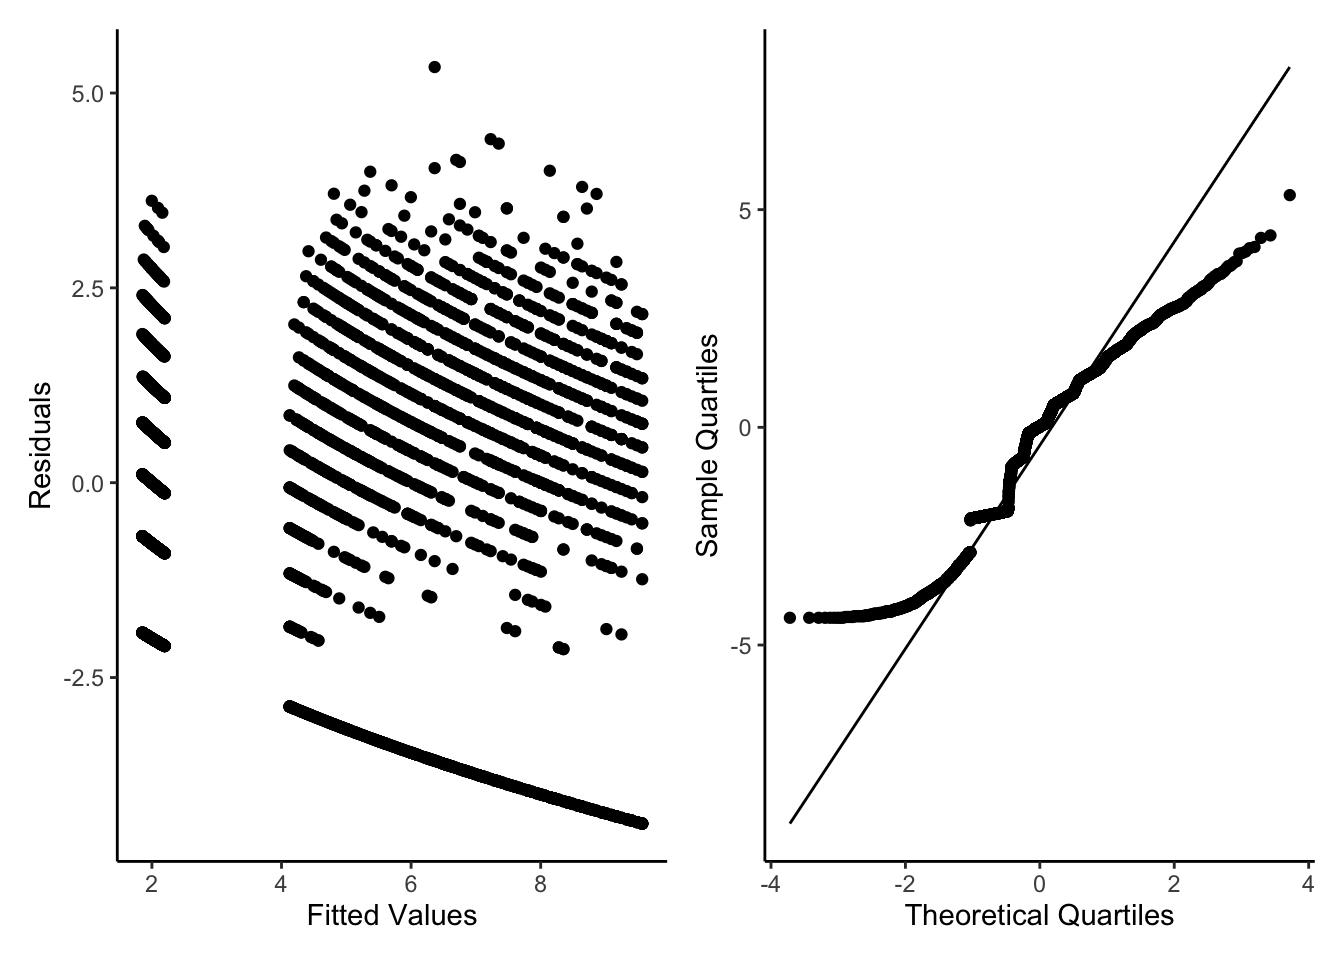 5.0
2.5
0.0
-2.5
Residuals
2 4 6 8
Fitted Values
5
0
-5
Sample Quartiles
-4 -2 0 2 4
Theoretical Quartiles